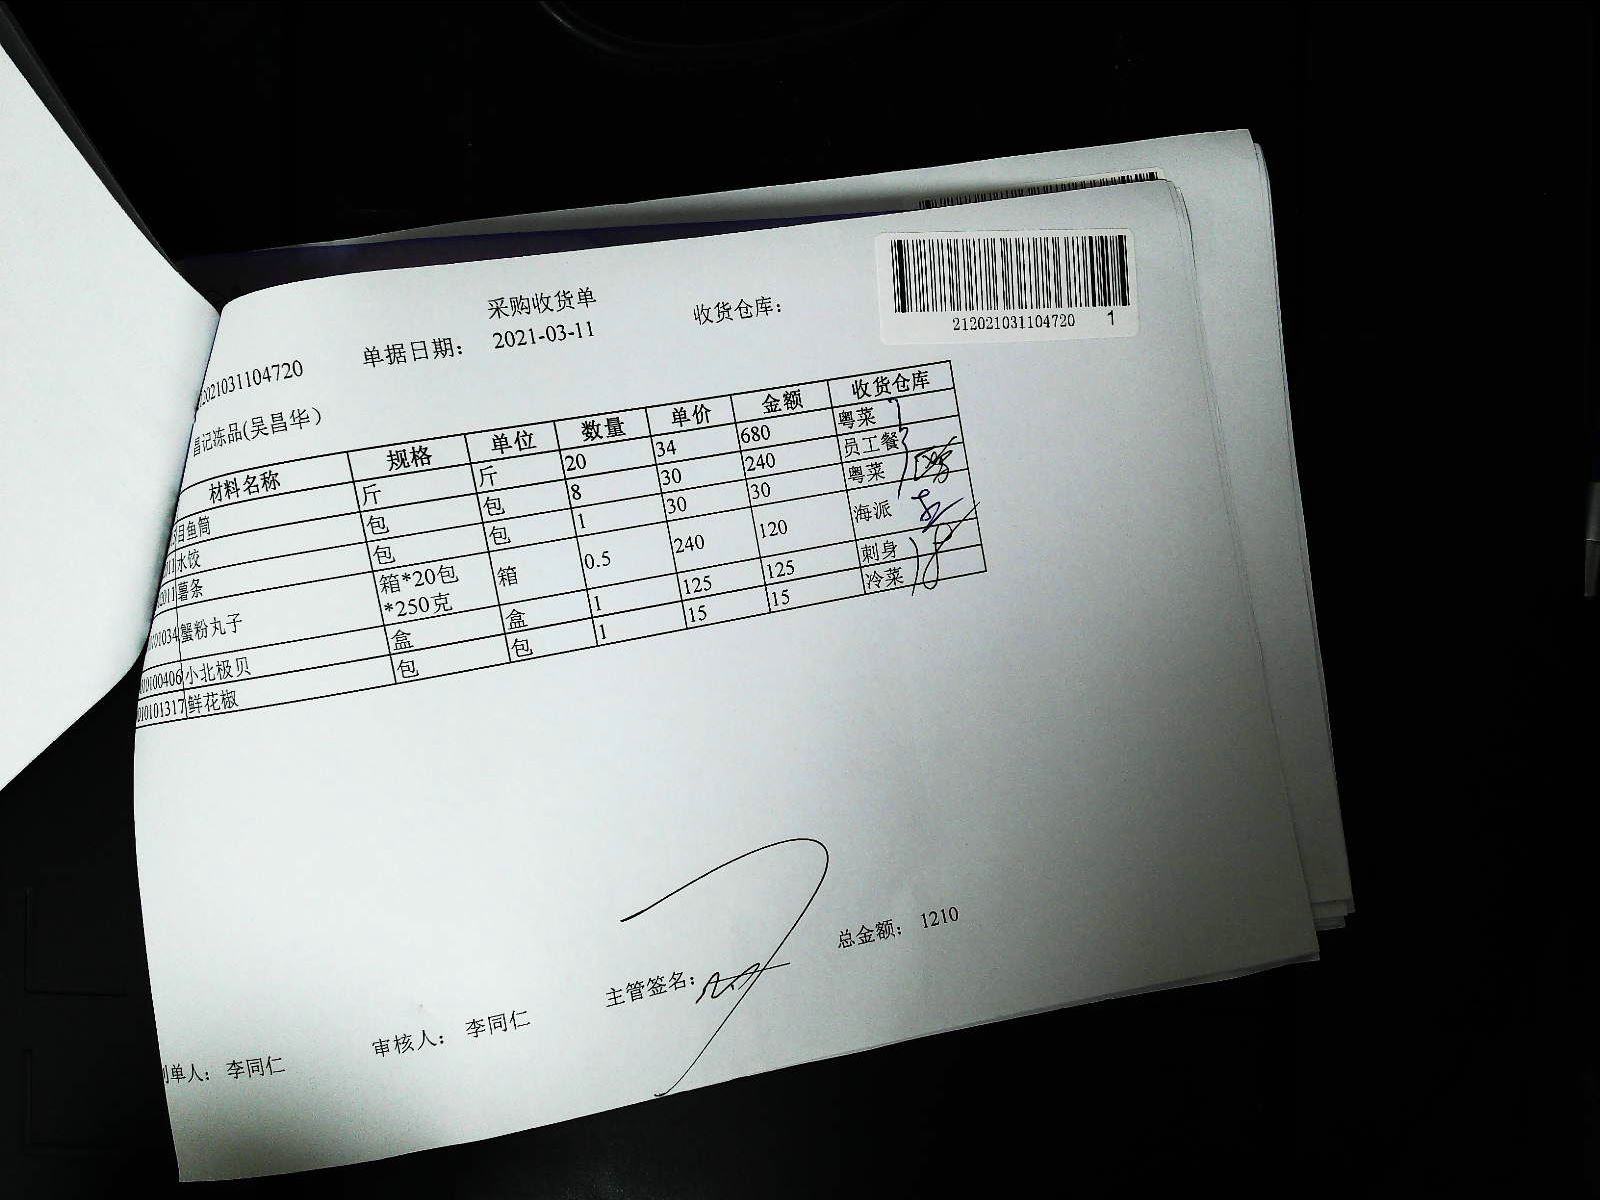 采购收货单
收货仓库：
212021031104720 1
单据日期： 2021-03-11
2021031104720
昌记冻品(吴昌华）
材料名称 规格 单位 数量 单价 金额 收货仓库
目鱼筒 斤 斤 20 34 680 粤菜
水饺 包 包 8 30 240 员工餐
薯条 包 包 1 30 30 粤菜
蟹粉丸子 箱*20包 箱 0.5 240 120 海派
*250克
00406 小北极贝 盒 盒 1 125 125 刺身
0101317 鲜花椒 包 包 1 15 15 冷菜
主管签名： 总金额： 1210
单人： 李同仁 审核人： 李同仁